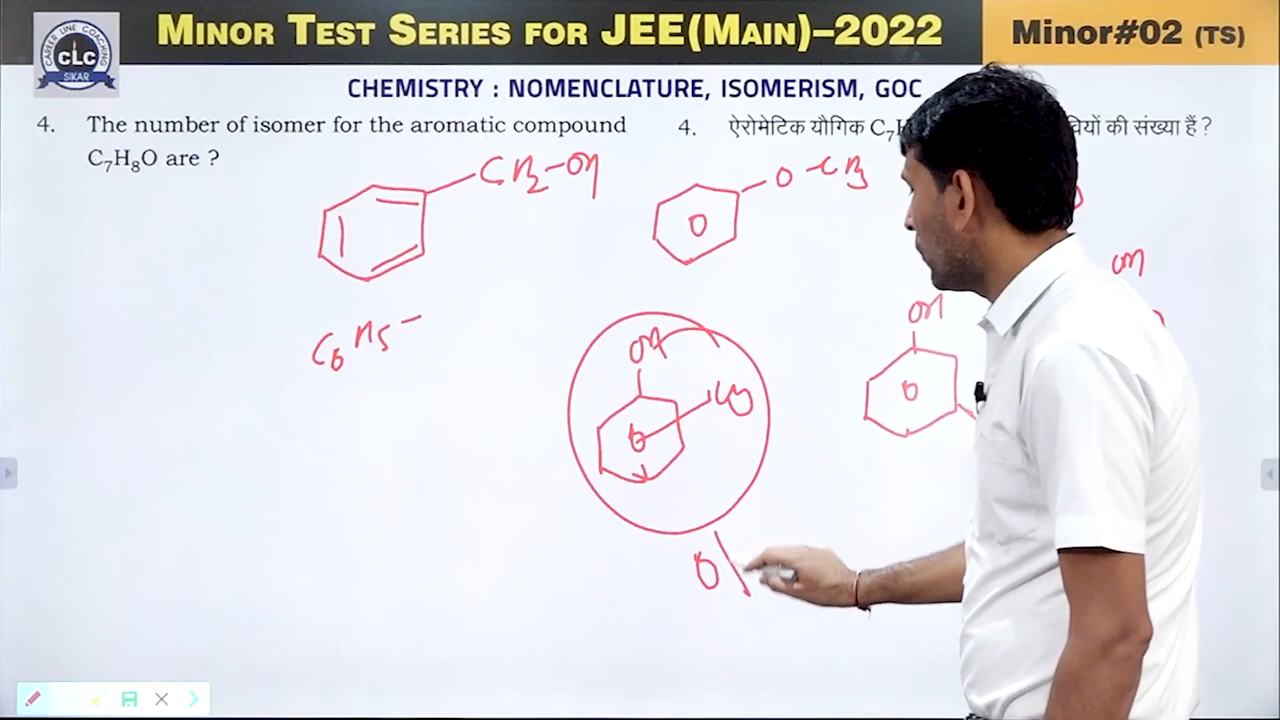 CAREER LINE COACHING
CLC
SIKAR
MINOR TEST SERIES FOR JEE(MAIN)–2022
Minor#02 (TS)
CHEMISTRY : NOMENCLATURE, ISOMERISM, GOC
4. The number of isomer for the aromatic compound
C₇H₈O are ?
4. ऐरोमेटिक यौगिक C₇ की संख्या हैं ?
CH₂-OH
O-CH₃
OH
OH
C₆H₅-
OH
CH₃
O